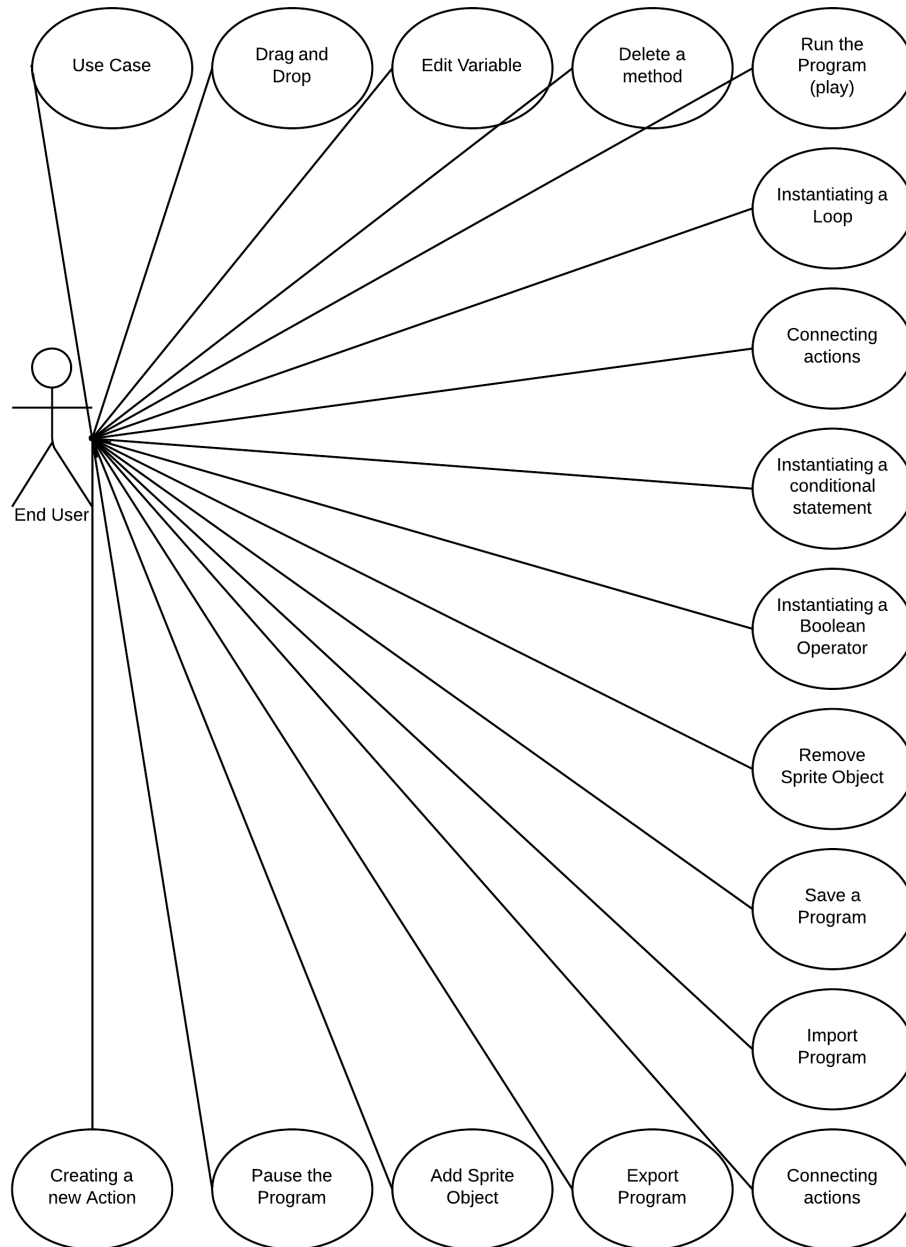 Use Case
Drag and
Drop
Edit Variable
Delete a
method
Run the
Program
(play)
Instantiating a
Loop
Connecting
actions
End User
Instantiating a
conditional
statement
Instantiating a
Boolean
Operator
Remove
Sprite Object
Save a
Program
Import
Program
Creating a
new Action
Pause the
Program
Add Sprite
Object
Export
Program
Connecting
actions